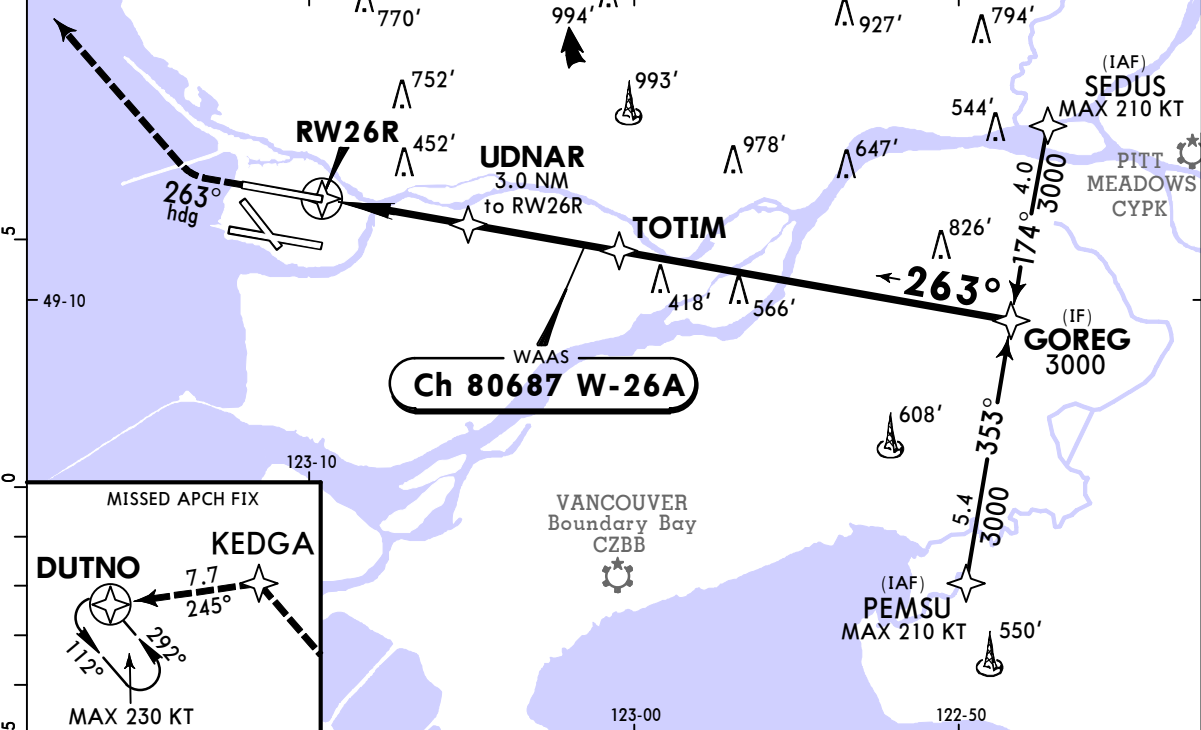 770'
994'
927'
794'
752'
993'
(IAF)
SEDUS
MAX 210 KT
544'
RW26R
452'
UDNAR
3.0 NM
to RW26R
978'
647'
PITT
MEADOWS
CYPK
4.0
3000
174°
263°
hdg
TOTIM
826'
5
263°
49-10
418'
566'
(IF)
GOREG
3000
WAAS
Ch 80687 W-26A
608'
353°
5.4
3000
123-10
0
MISSED APCH FIX
VANCOUVER
Boundary Bay
CZBB
KEDGA
DUTNO
7.7
245°
292°
112°
MAX 230 KT
(IAF)
PEMSU
MAX 210 KT
550'
123-00
122-50
5